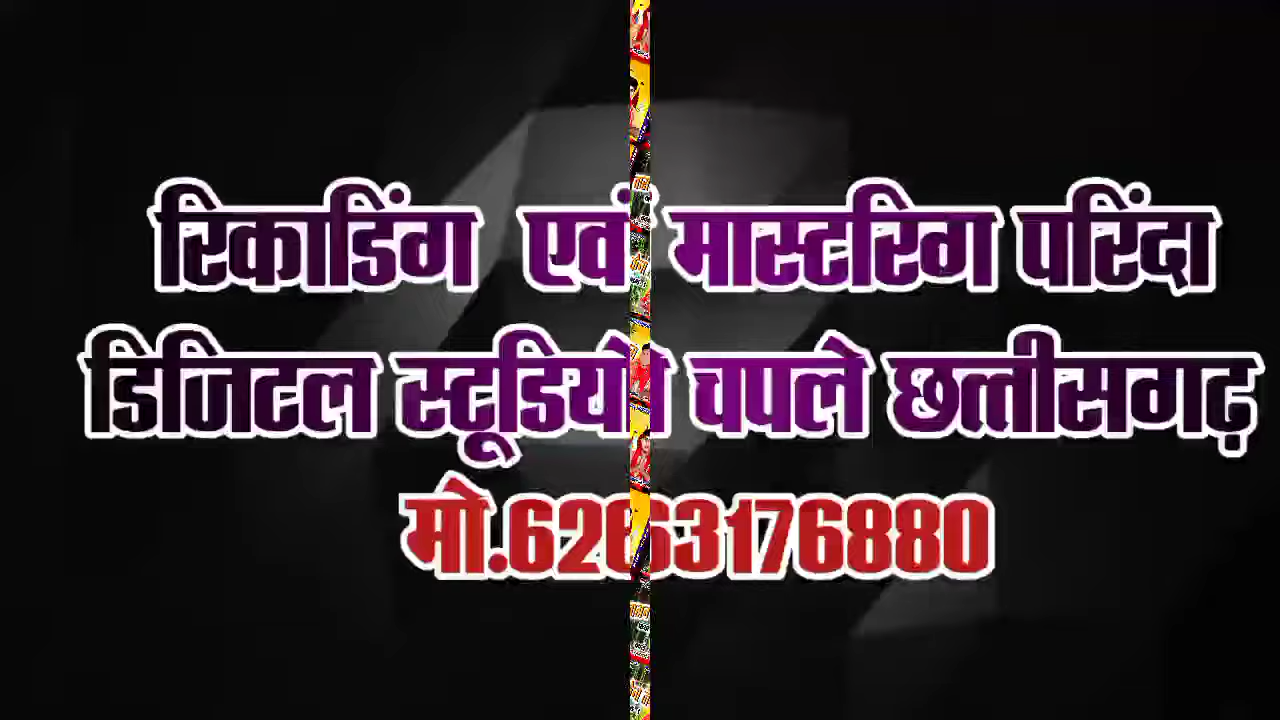 रिकाडिंग एवं मास्टरिग परिंदा
डिजिटल स्टूडियो चपले छत्तीसगढ़
मो.6263176880